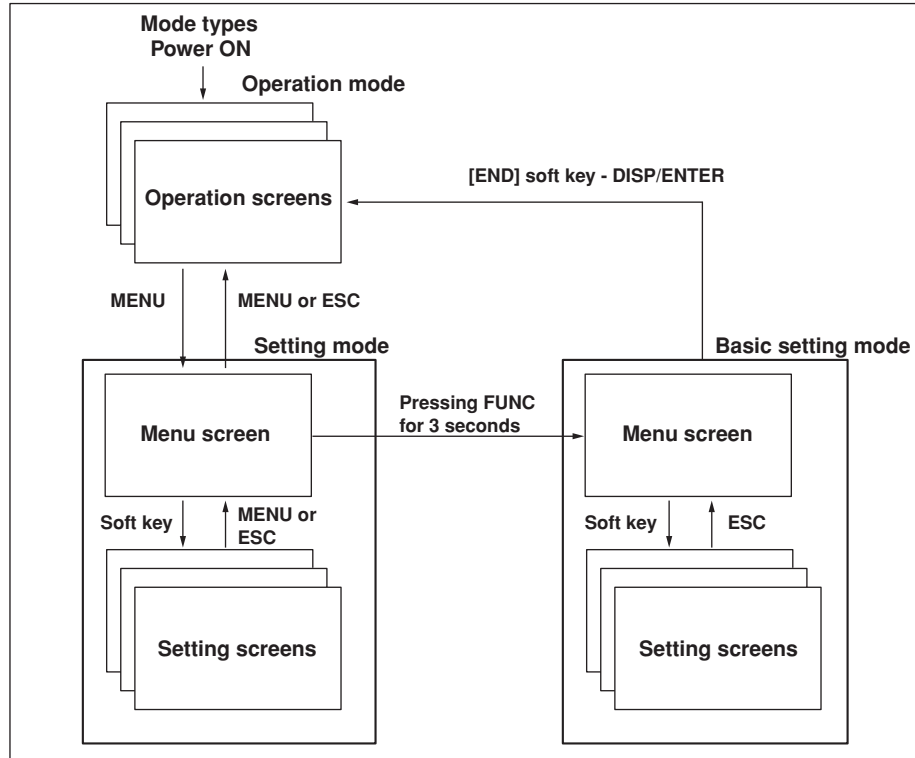 Mode types
Power ON
Operation mode
[END] soft key - DISP/ENTER
Operation screens
MENU
MENU or ESC
Setting mode
Basic setting mode
Pressing FUNC
for 3 seconds
Menu screen
Menu screen
Soft key
MENU or
ESC
Soft key
ESC
Setting screens
Setting screens